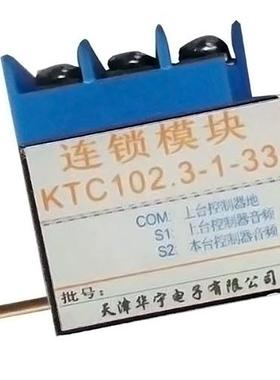 连锁模块
KTC102.3-1-33
COM: 上台控制器地
S1: 上台控制器音频
S2: 本台控制器音频
批号:
天津华宁电子有限公司